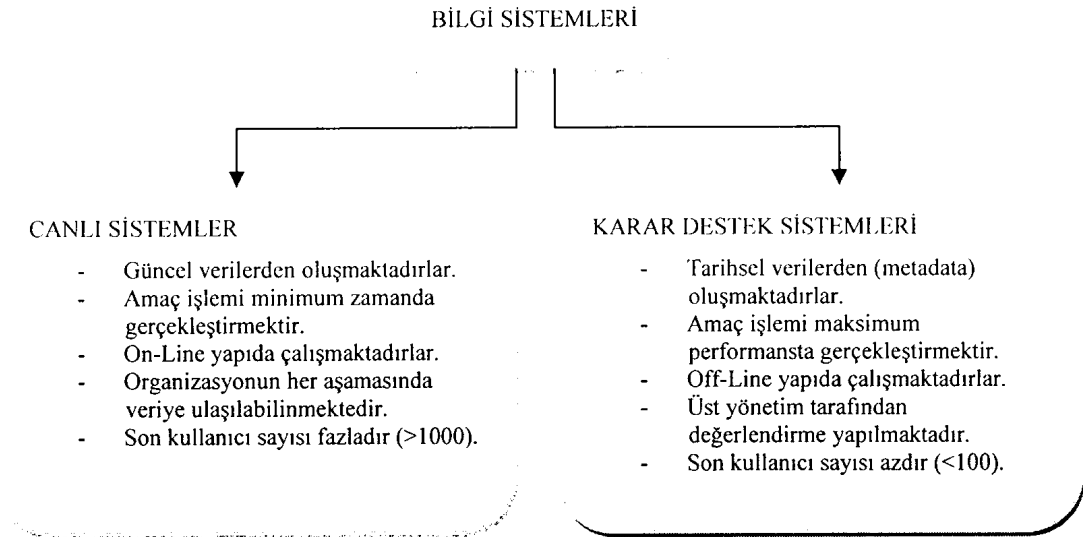 BİLGİ SİSTEMLERİ
CANLI SİSTEMLER
- Güncel verilerden oluşmaktadırlar.
- Amaç işlemi minimum zamanda
gerçekleştirmektir.
- On-Line yapıda çalışmaktadırlar.
- Organizasyonun her aşamasında
veriye ulaşılabilinmektedir.
- Son kullanıcı sayısı fazladır (>1000).
KARAR DESTEK SİSTEMLERİ
- Tarihsel verilerden (metadata)
oluşmaktadırlar.
- Amaç işlemi maksimum
performansta gerçekleştirmektir.
- Off-Line yapıda çalışmaktadırlar.
- Üst yönetim tarafından
değerlendirme yapılmaktadır.
- Son kullanıcı sayısı azdır (<100).